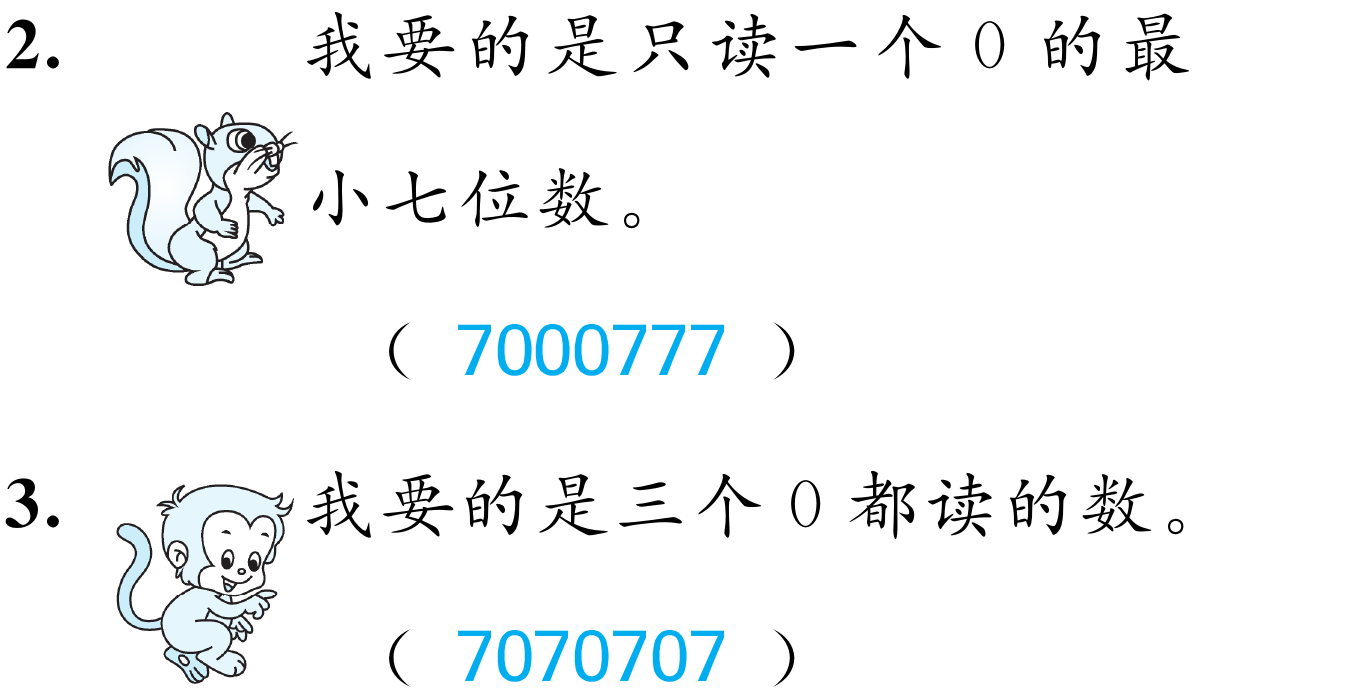 2. 我要的是只读一个0的最
小七位数。
( 7000777 )
3. 我要的是三个0都读的数。
( 7070707 )